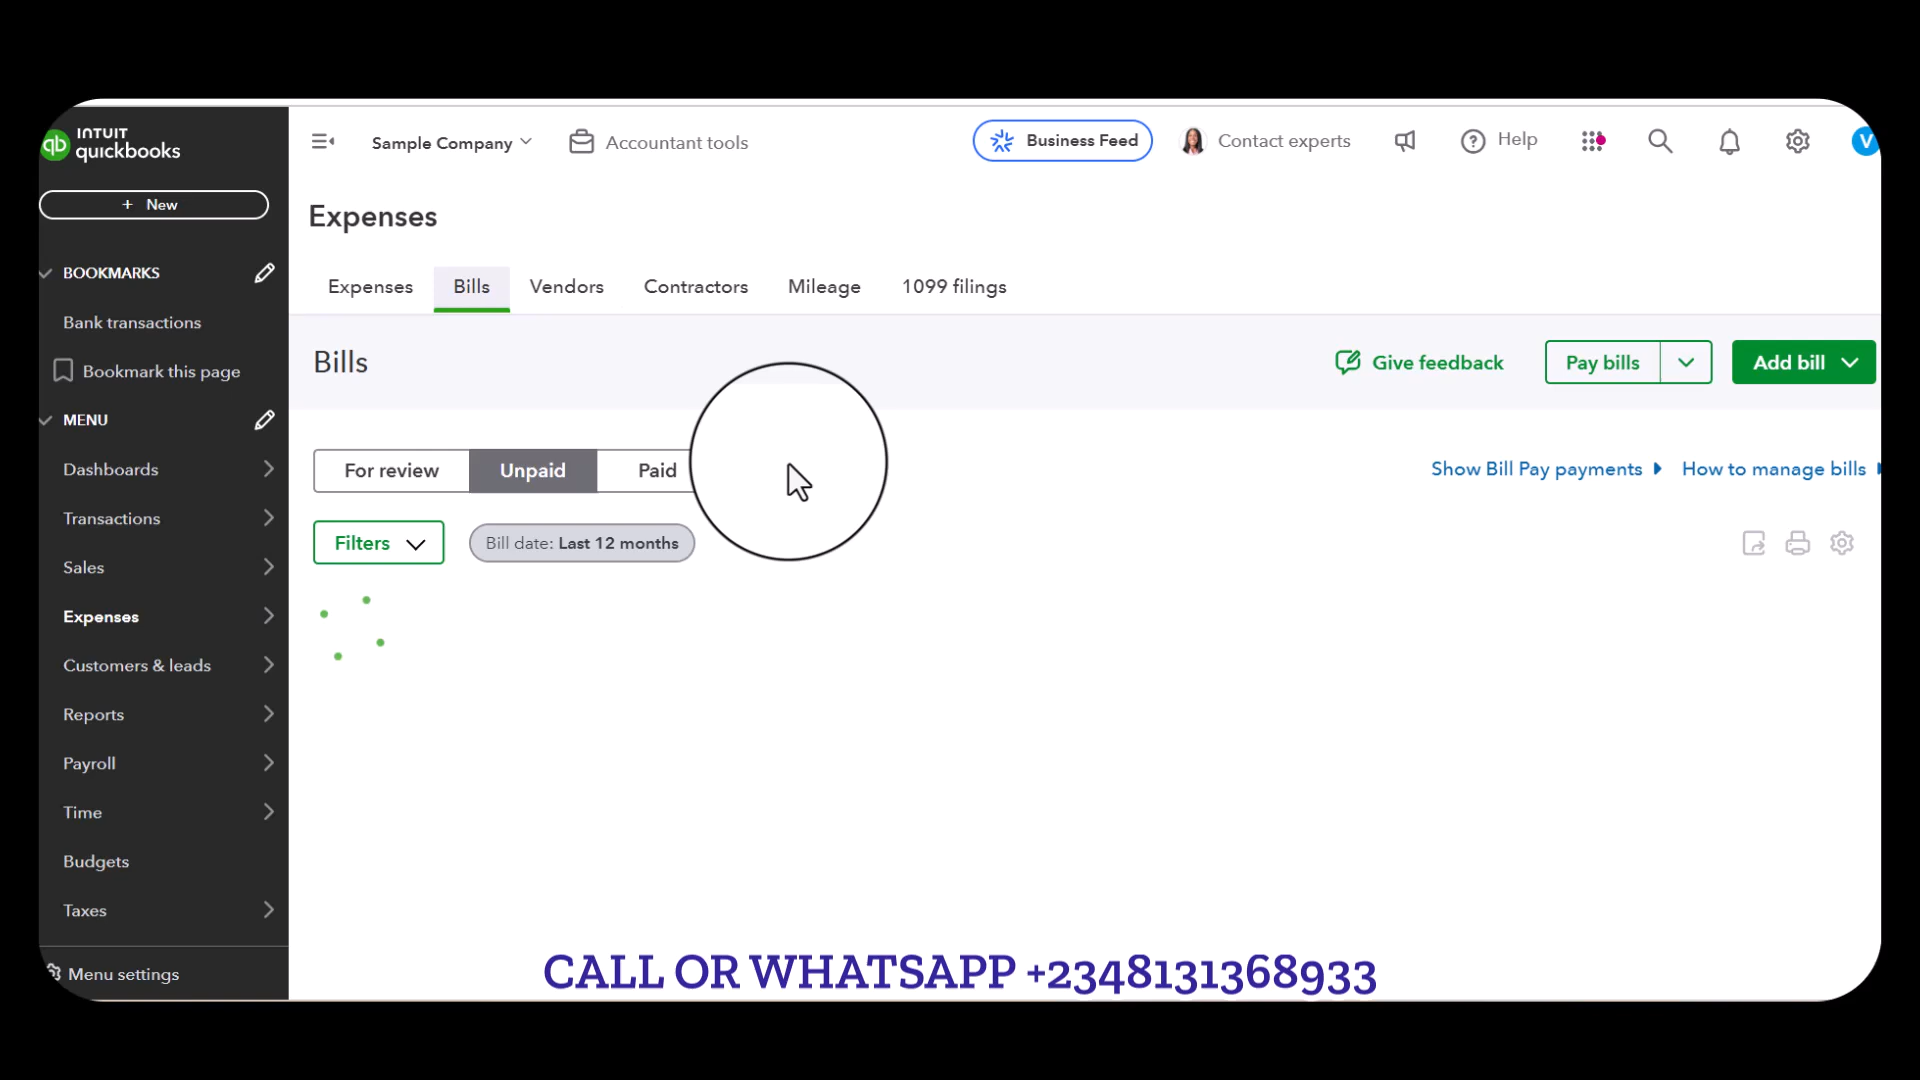 INTUIT
quickbooks
qb
Sample Company
Accountant tools
Business Feed
Contact experts
Help
V
+ New
Expenses
BOOKMARKS
Bank transactions
Bookmark this page
MENU
Dashboards
Transactions
Sales
Expenses
Customers & leads
Reports
Payroll
Time
Budgets
Taxes
Menu settings
Expenses Bills Vendors Contractors Mileage 1099 filings
Bills
Give feedback
Pay bills
Add bill
For review Unpaid Paid
Show Bill Pay payments
How to manage bills
Filters
Bill date: Last 12 months
CALL OR WHATSAPP +2348131368933